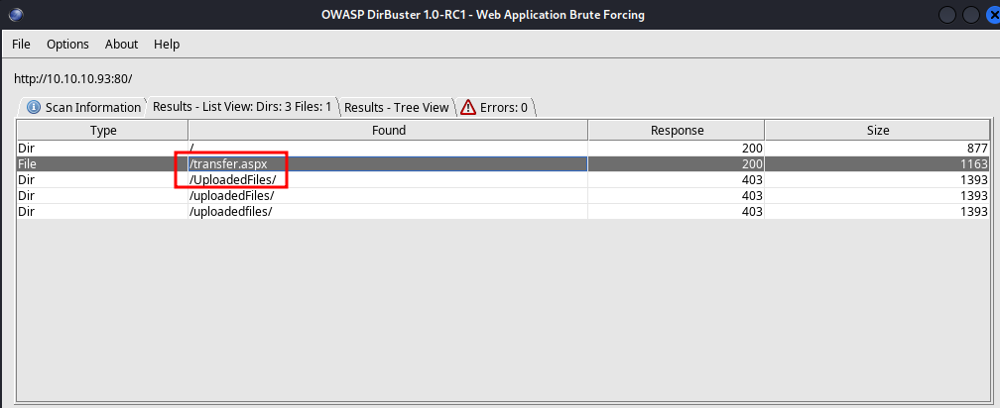 OWASP DirBuster 1.0-RC1 - Web Application Brute Forcing
File Options About Help
http://10.10.10.93:80/
Scan Information Results - List View: Dirs: 3 Files: 1 Results - Tree View Errors: 0
Type Found Response Size
Dir / 200 877
File /transfer.aspx 200 1163
Dir /UploadedFiles/ 403 1393
Dir /uploadedFiles/ 403 1393
Dir /uploadedfiles/ 403 1393